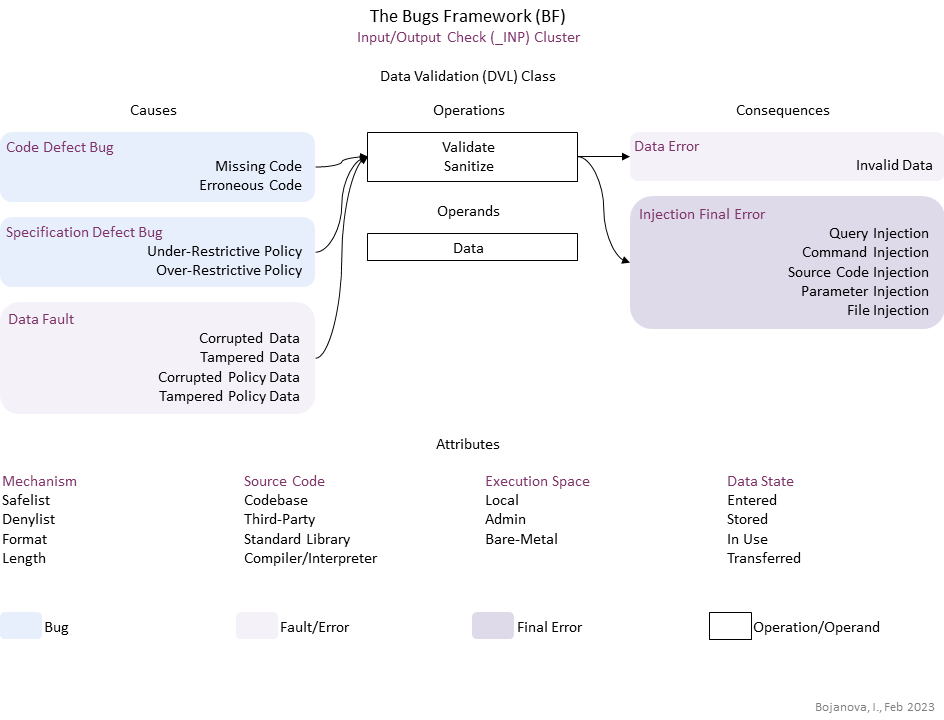 The Bugs Framework (BF)
Input/Output Check (_INP) Cluster
Data Validation (DVL) Class
Causes
Operations
Consequences
Code Defect Bug
Missing Code
Erroneous Code
Specification Defect Bug
Under-Restrictive Policy
Over-Restrictive Policy
Data Fault
Corrupted Data
Tampered Data
Corrupted Policy Data
Tampered Policy Data
Validate
Sanitize
Operands
Data
Data Error
Invalid Data
Injection Final Error
Query Injection
Command Injection
Source Code Injection
Parameter Injection
File Injection
Attributes
Mechanism
Safelist
Denylist
Format
Length
Source Code
Codebase
Third-Party
Standard Library
Compiler/Interpreter
Execution Space
Local
Admin
Bare-Metal
Data State
Entered
Stored
In Use
Transferred
Bug
Fault/Error
Final Error
Operation/Operand
Bojanova, I., Feb 2023